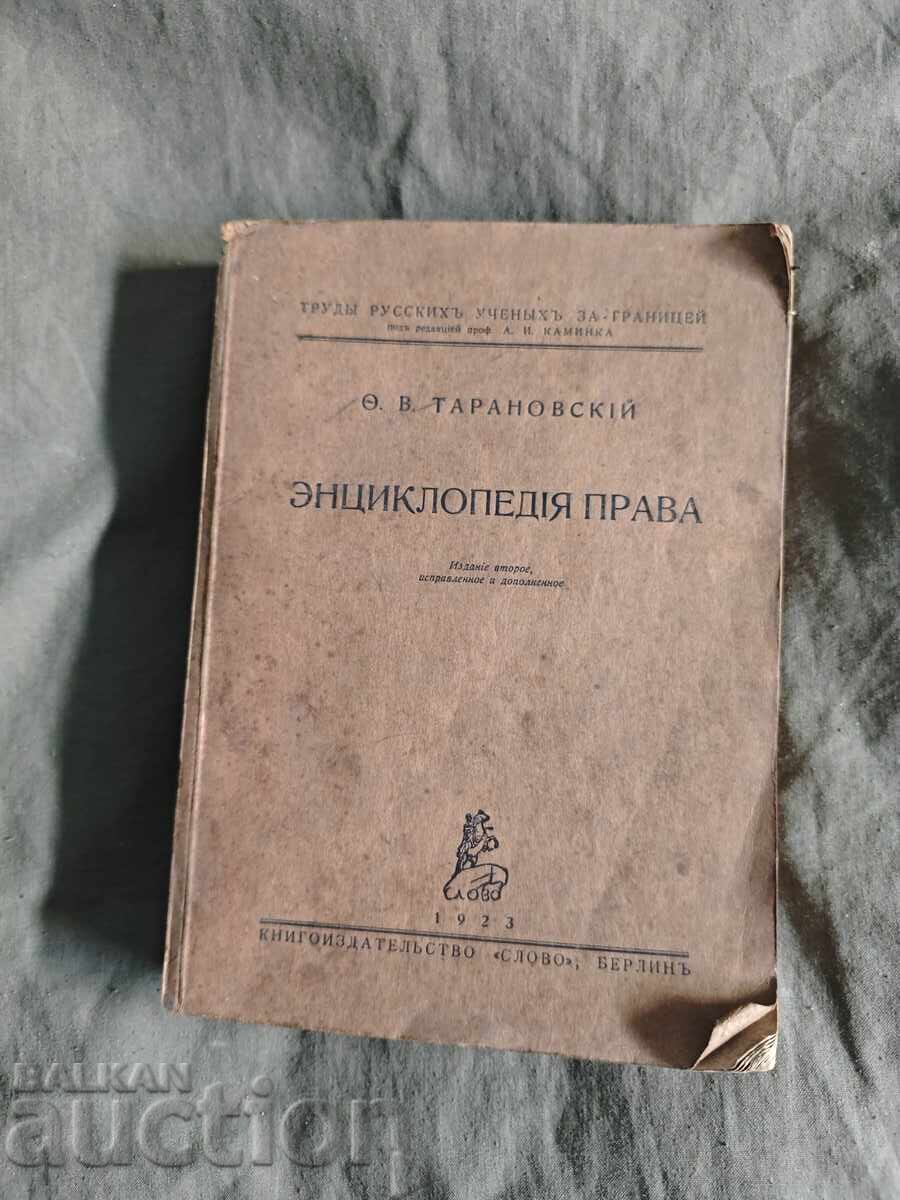 ТРУДЫ РУССКИХЪ УЧЕНЫХЪ ЗА-ГРАНИЦЕЙ
подъ редакцiей проф. А. И. КАМИНКА
Ѳ. В. ТАРАНОВСКІЙ
ЭНЦИКЛОПЕДІЯ ПРАВА
Изданіе второе,
исправленное и дополненное
СЛОВО
1923
КНИГОИЗДАТЕЛЬСТВО «СЛОВО», БЕРЛИНЪ
BALKAN
auction